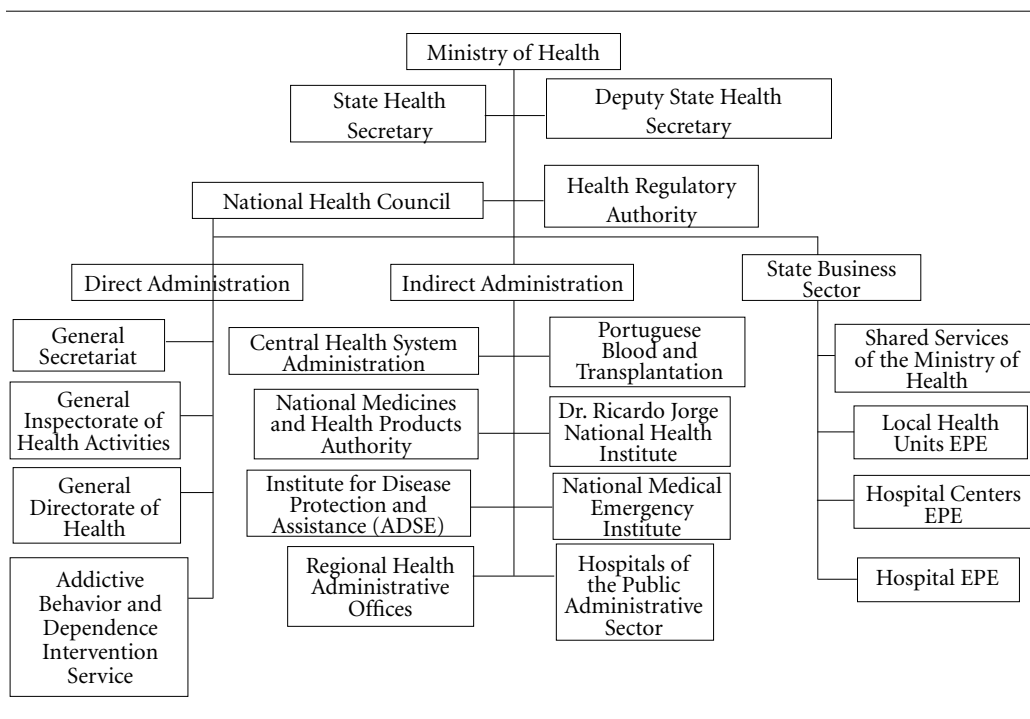 Ministry of Health
State Health
Secretary
Deputy State Health
Secretary
National Health Council
Health Regulatory
Authority
Direct Administration
Indirect Administration
State Business
Sector
General
Secretariat
General
Inspectorate of
Health Activities
General
Directorate of
Health
Addictive
Behavior and
Dependence
Intervention
Service
Central Health System
Administration
National Medicines
and Health Products
Authority
Institute for Disease
Protection and
Assistance (ADSE)
Regional Health
Administrative
Offices
Portuguese
Blood and
Transplantation
Dr. Ricardo Jorge
National Health
Institute
National Medical
Emergency
Institute
Hospitals of
the Public
Administrative
Sector
Shared Services
of the Ministry of
Health
Local Health
Units EPE
Hospital Centers
EPE
Hospital EPE